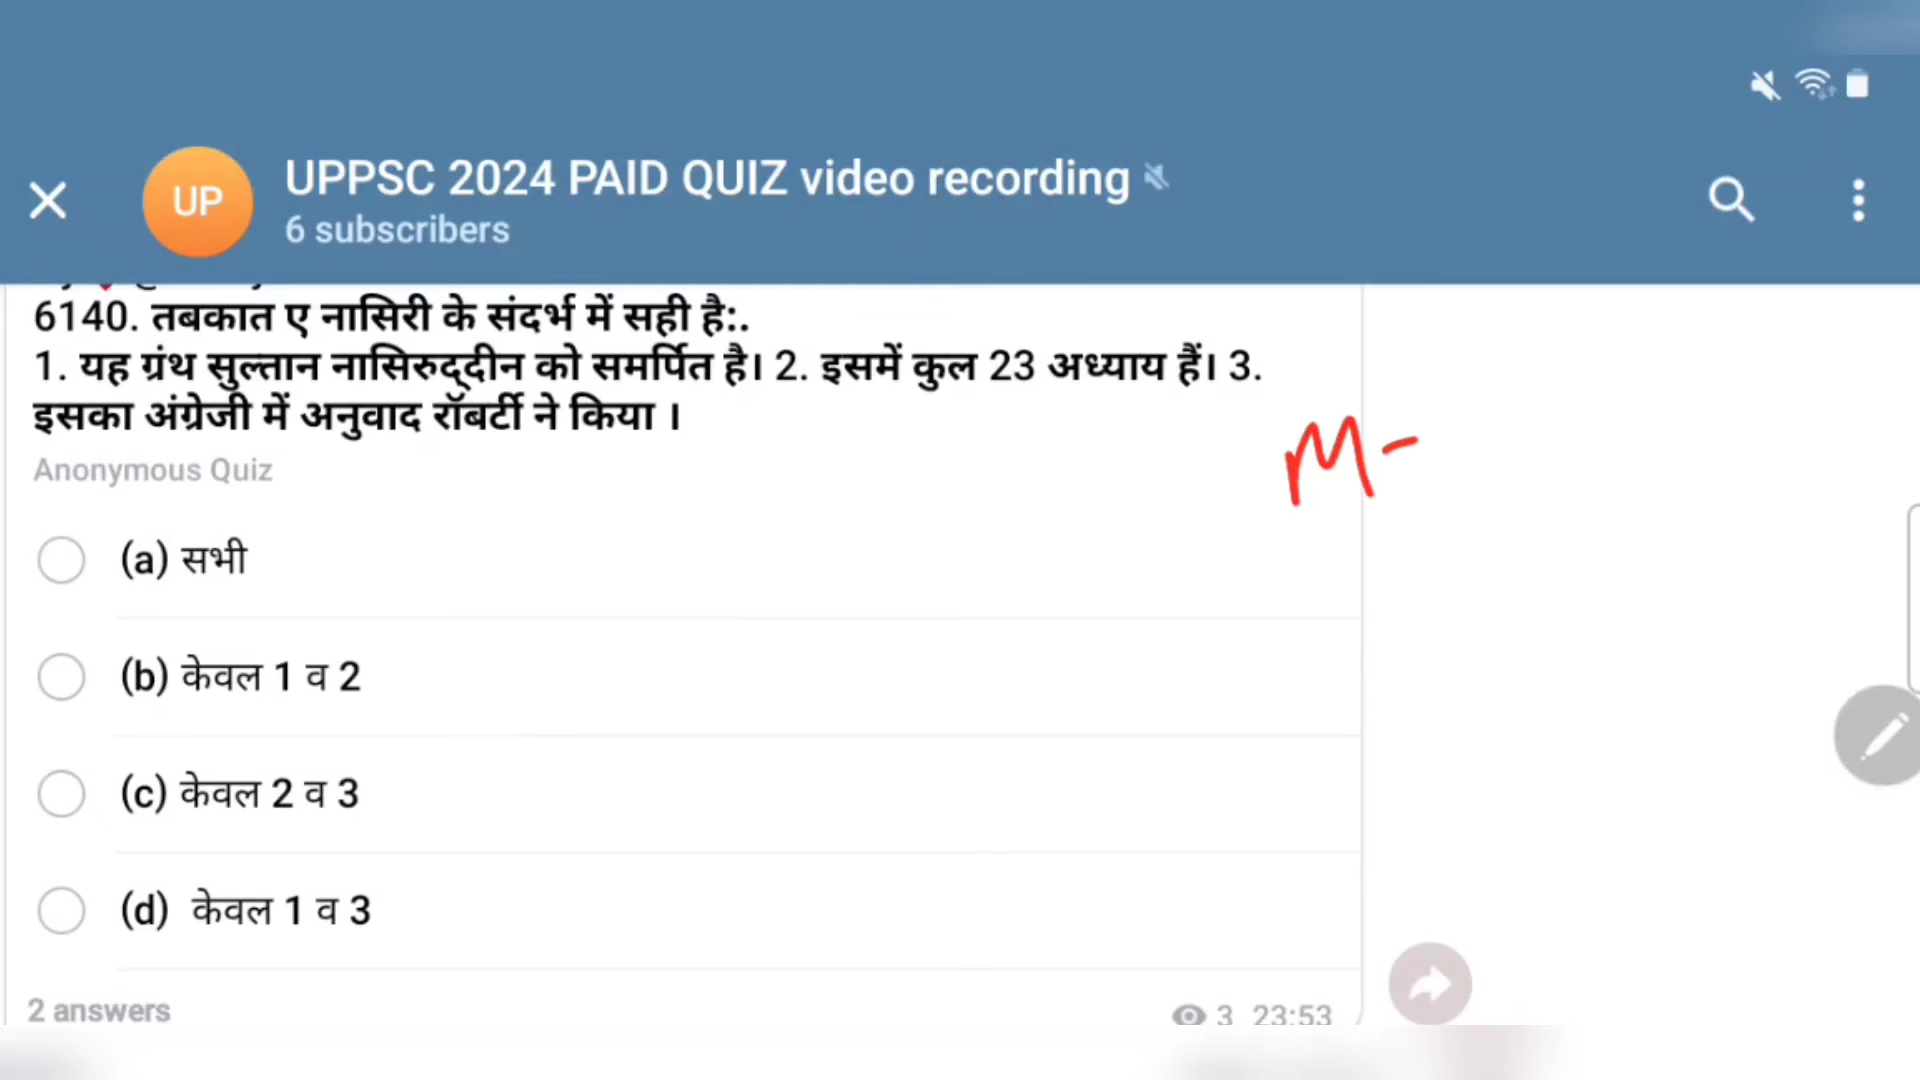 UP
UPPSC 2024 PAID QUIZ video recording
6 subscribers
6140. तबकात ए नासिरी के संदर्भ में सही है:.
1. यह ग्रंथ सुल्तान नासिरुद्दीन को समर्पित है। 2. इसमें कुल 23 अध्याय हैं। 3.
इसका अंग्रेजी में अनुवाद रॉबर्टी ने किया ।
M-
Anonymous Quiz
(a) सभी
(b) केवल 1 व 2
(c) केवल 2 व 3
(d) केवल 1 व 3
2 answers
3 23:53